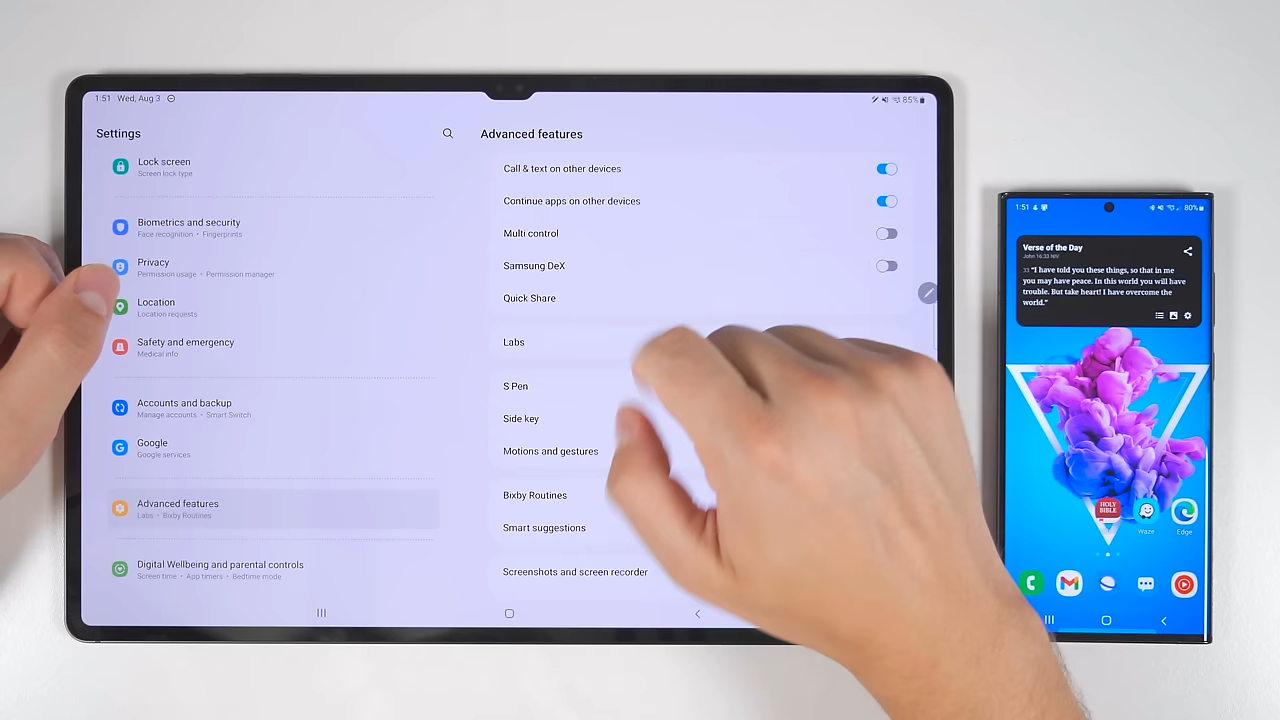 1:51 Wed, Aug 3
85%
Settings
Lock screen
Screen lock type
Biometrics and security
Face recognition • Fingerprints
Privacy
Permission usage • Permission manager
Location
Location requests
Safety and emergency
Medical info
Accounts and backup
Manage accounts • Smart Switch
Google
Google services
G
Advanced features
Labs • Bixby Routines
Digital Wellbeing and parental controls
Screen time • App timers • Bedtime mode
Advanced features
Call & text on other devices
Continue apps on other devices
Multi control
Samsung DeX
Quick Share
Labs
S Pen
Side key
Motions and gestures
Bixby Routines
Smart suggestions
Screenshots and screen recorder
1:51
80%
Verse of the Day
John 16:33 NIV
33 “I have told you these things, so that in me
you may have peace. In this world you will have
trouble. But take heart! I have overcome the
world.”
HOLY
BIBLE
Waze
Edge